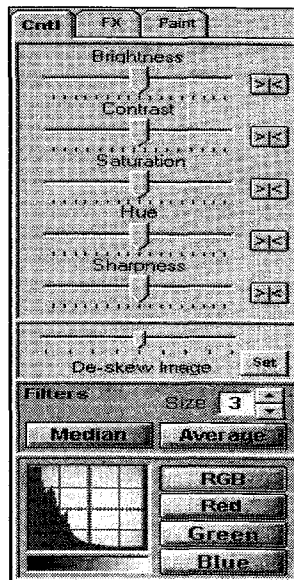 Cntl FX Paint
Brightness
>|<
Contrast
>|<
Saturation
>|<
Hue
>|<
Sharpness
>|<
De-skew Image Set
Filters Size 3
Median Average
RGB
Red
Green
Blue